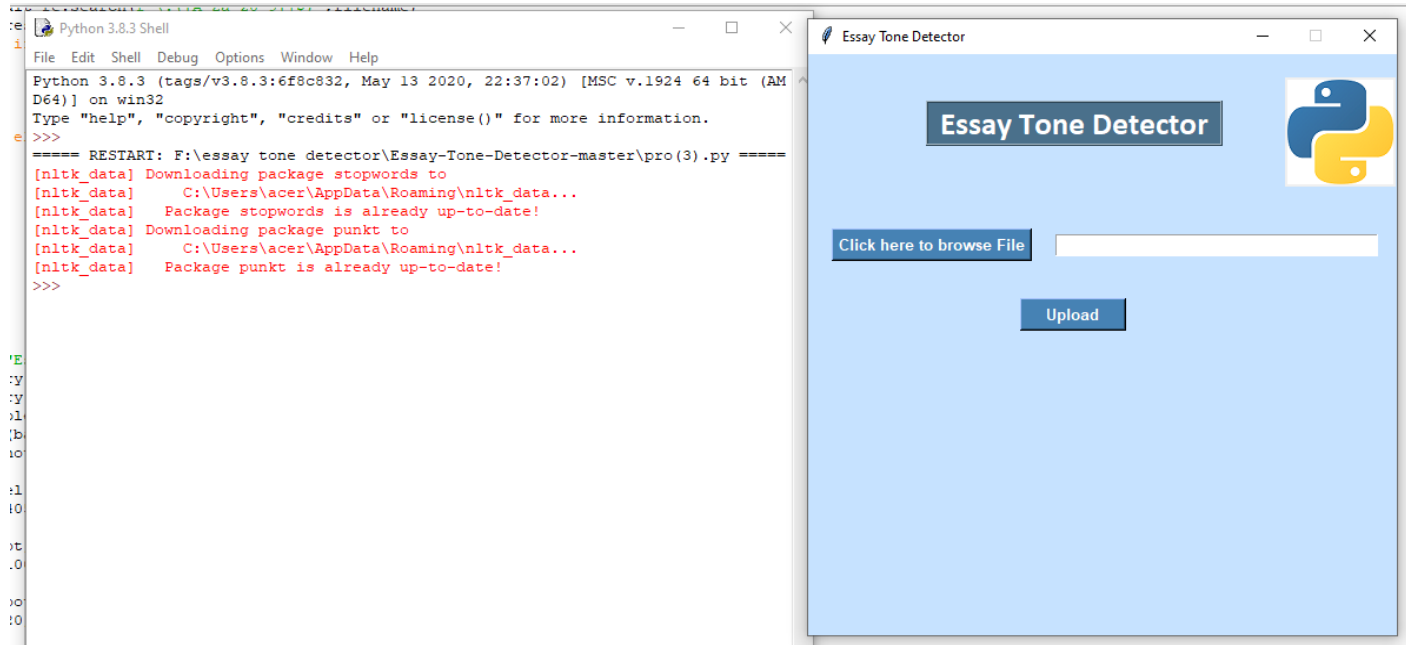 Python 3.8.3 Shell
File Edit Shell Debug Options Window Help
Python 3.8.3 (tags/v3.8.3:6f8c832, May 13 2020, 22:37:02) [MSC v.1924 64 bit (AM
D64)] on win32
Type "help", "copyright", "credits" or "license()" for more information.
>>>
===== RESTART: F:\essay tone detector\Essay-Tone-Detector-master\pro(3).py =====
[nltk_data] Downloading package stopwords to
[nltk_data]     C:\Users\acer\AppData\Roaming\nltk_data...
[nltk_data]   Package stopwords is already up-to-date!
[nltk_data] Downloading package punkt to
[nltk_data]     C:\Users\acer\AppData\Roaming\nltk_data...
[nltk_data]   Package punkt is already up-to-date!
>>>
Essay Tone Detector
Essay Tone Detector
Click here to browse File
Upload